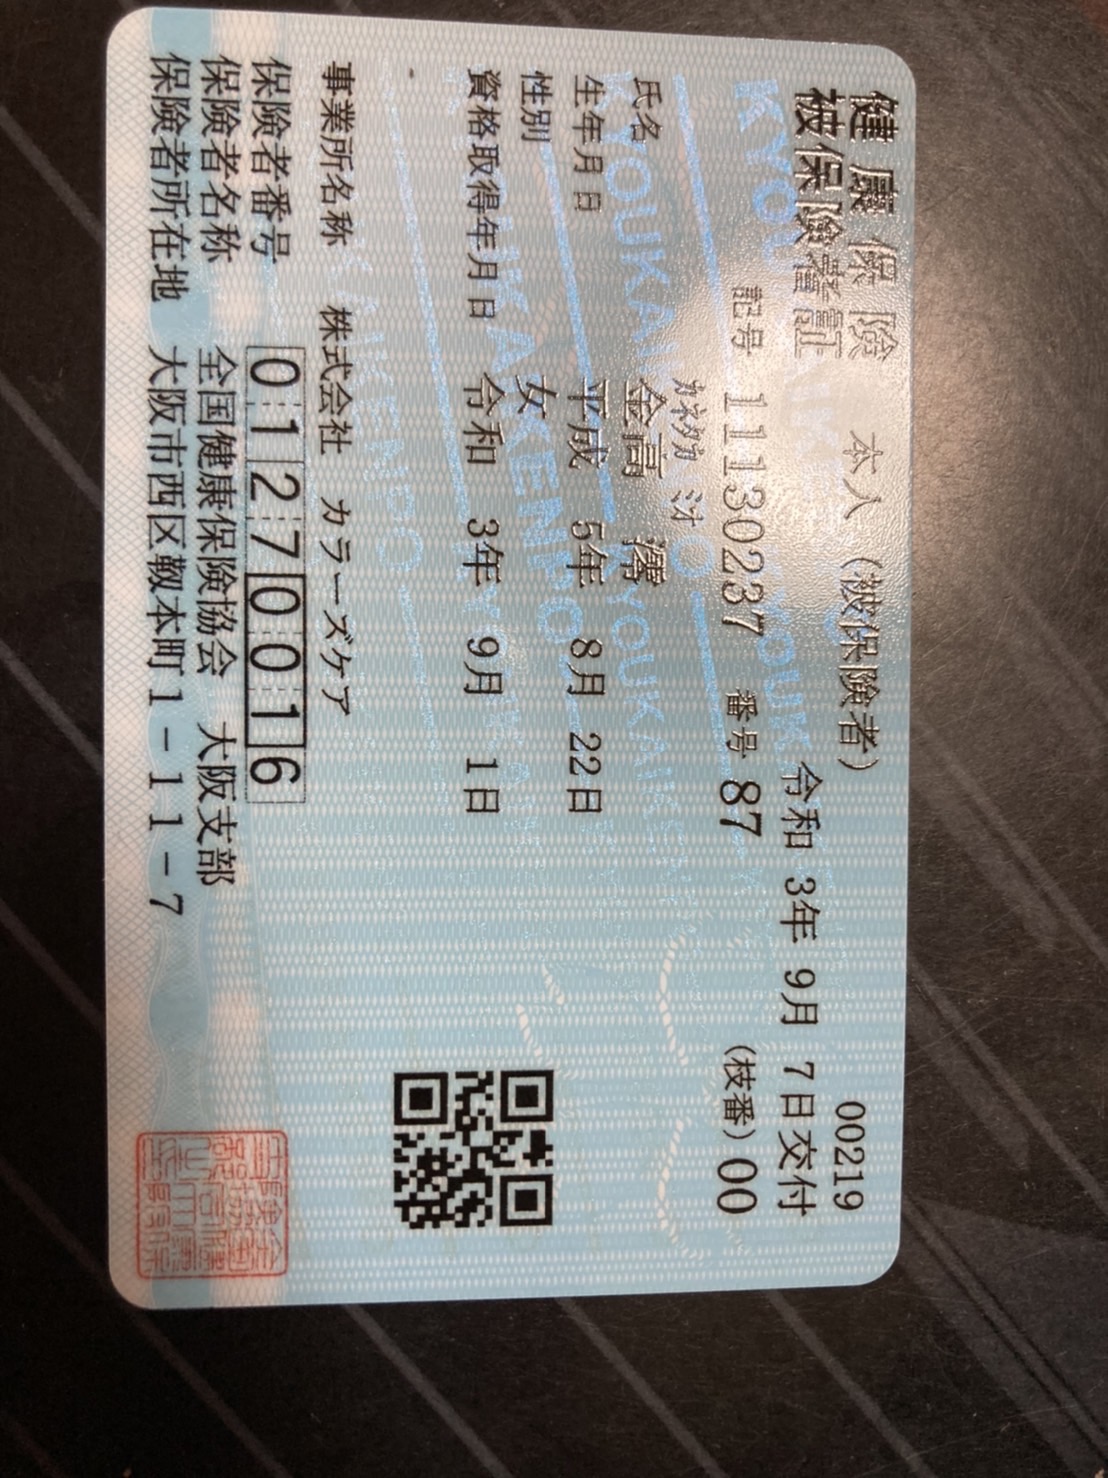 健康保険 本人（被保険者） 00219
被保険者証 令和 3年 9月 7日交付
記号 11130237 番号 87 （枝番）00
氏名 金高 澪
生年月日 平成 5年 8月 22日
性別 女
資格取得年月日 令和 3年 9月 1日
事業所名称 株式会社 カラーズケア
保険者番号 01270016
保険者名称 全国健康保険協会 大阪支部
保険者所在地 大阪市西区靱本町1-11-7